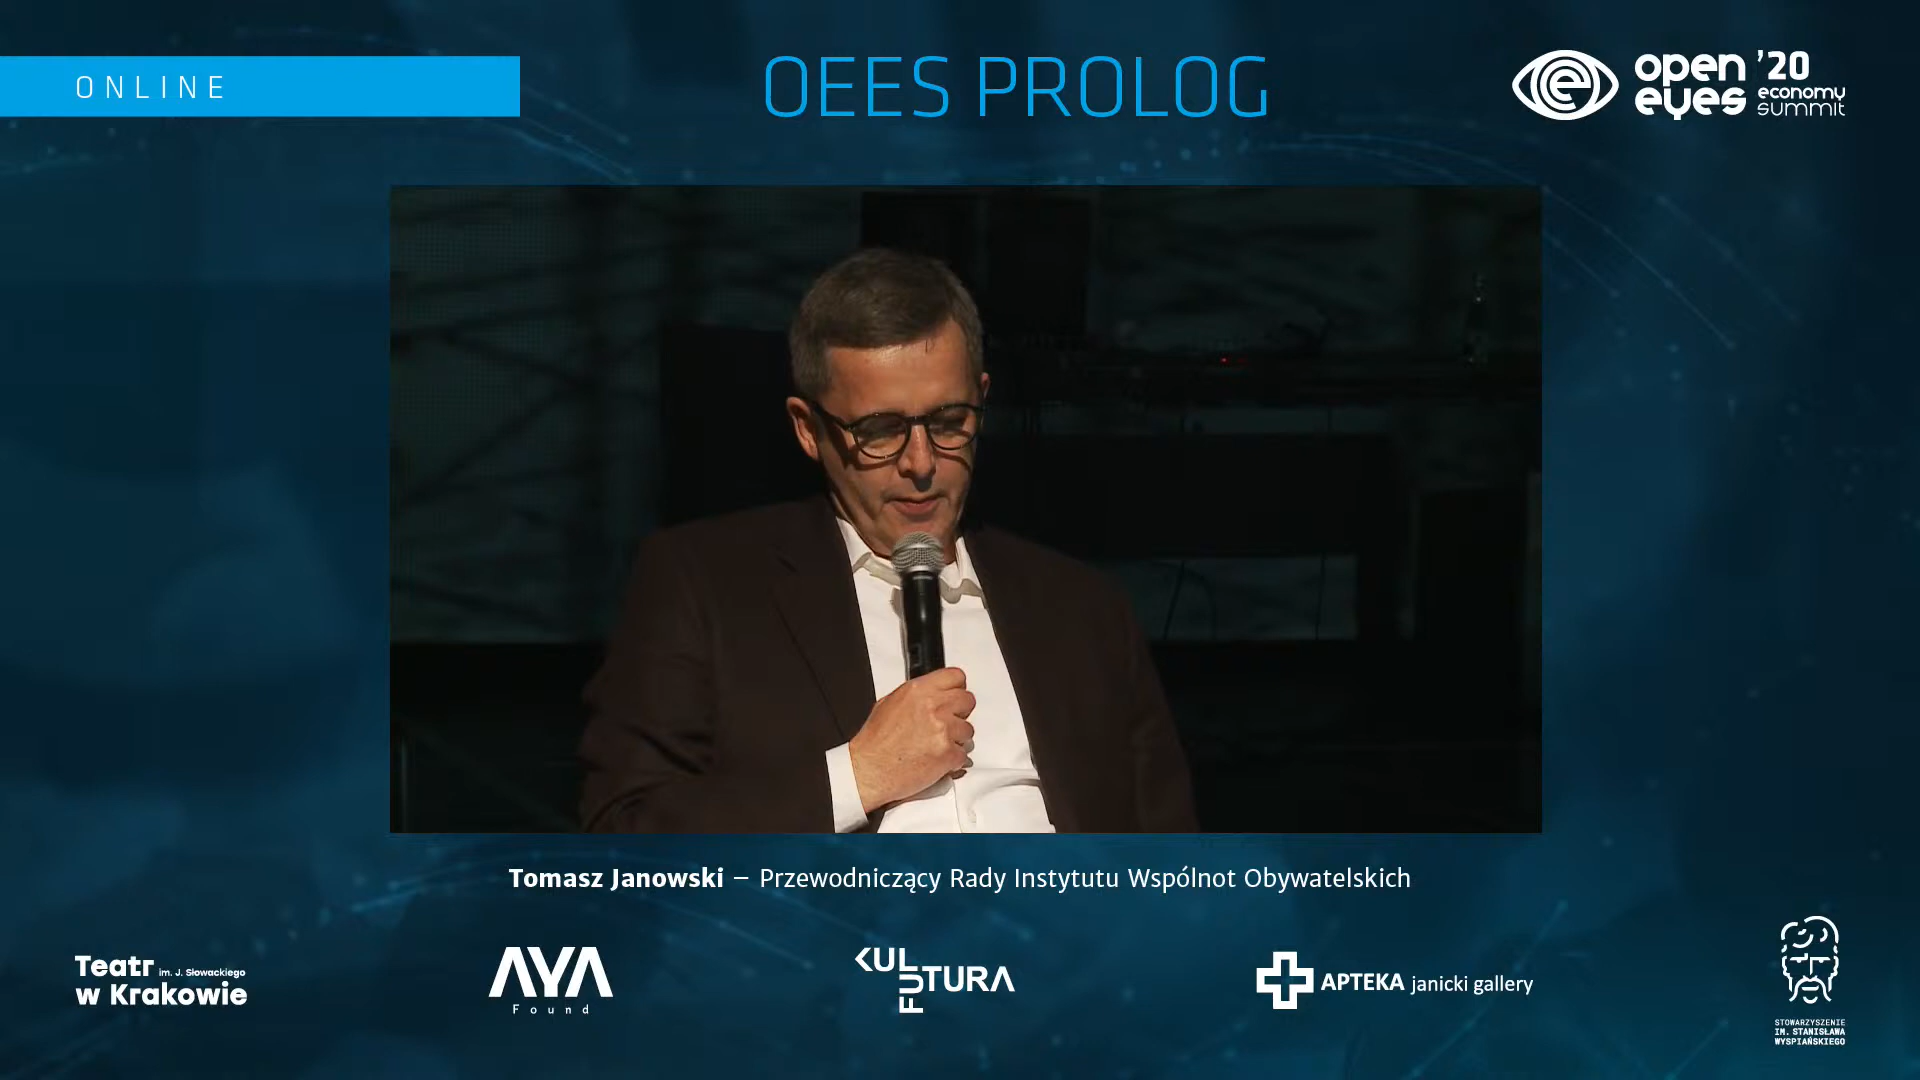 ONLINE
OEES PROLOG
open '20
eyes economy
summit
Tomasz Janowski – Przewodniczący Rady Instytutu Wspólnot Obywatelskich
Teatr im. J. Słowackiego
w Krakowie
AYA
Found
KULTURA
FUTURA
APTEKA janicki gallery
STOWARZYSZENIE
IM. STANISŁAWA
WYSPIAŃSKIEGO